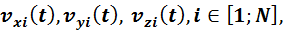 v_{xi}(t), v_{yi}(t), v_{zi}(t), i ∈ [1; N],